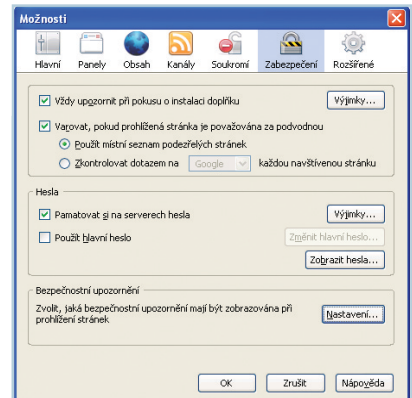 Možnosti
Hlavní Panely Obsah Kanály Soukromí Zabezpečení Rozšířené
Vždy upozornit při pokusu o instalaci doplňku Výjimky...
Varovat, pokud prohlížená stránka je považována za podvodnou
Použít místní seznam podezřelých stránek
Zkontrolovat dotazem na Google každou navštívenou stránku
Hesla
Pamatovat si na serverech hesla Výjimky...
Použít hlavní heslo Změnit hlavní heslo...
Zobrazit hesla...
Bezpečnostní upozornění
Zvolit, jaká bezpečnostní upozornění mají být zobrazována při
prohlížení stránek Nastavení...
OK Zrušit Nápověda